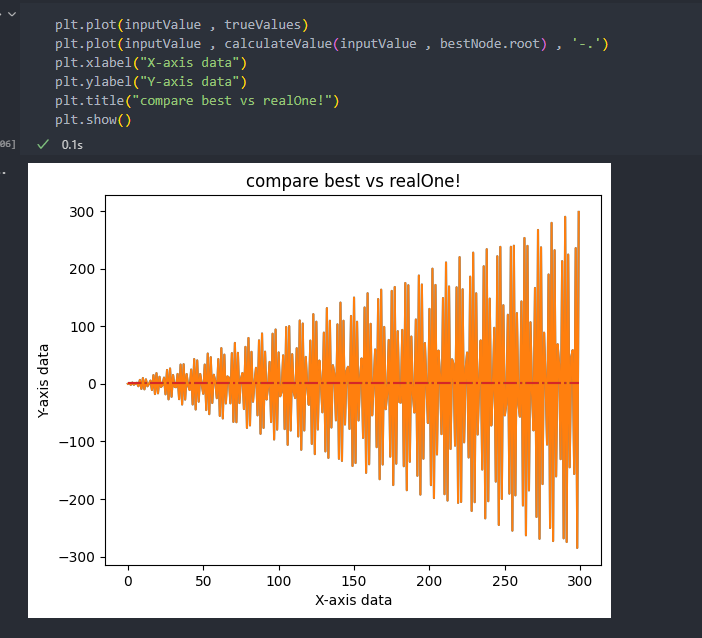 plt.plot(inputValue , trueValues)
plt.plot(inputValue , calculateValue(inputValue , bestNode.root) , '-.')
plt.xlabel("X-axis data")
plt.ylabel("Y-axis data")
plt.title("compare best vs realOne!")
plt.show()
06]
0.1s
compare best vs realOne!
300
200
100
0
−100
−200
−300
Y-axis data
0 50 100 150 200 250 300
X-axis data